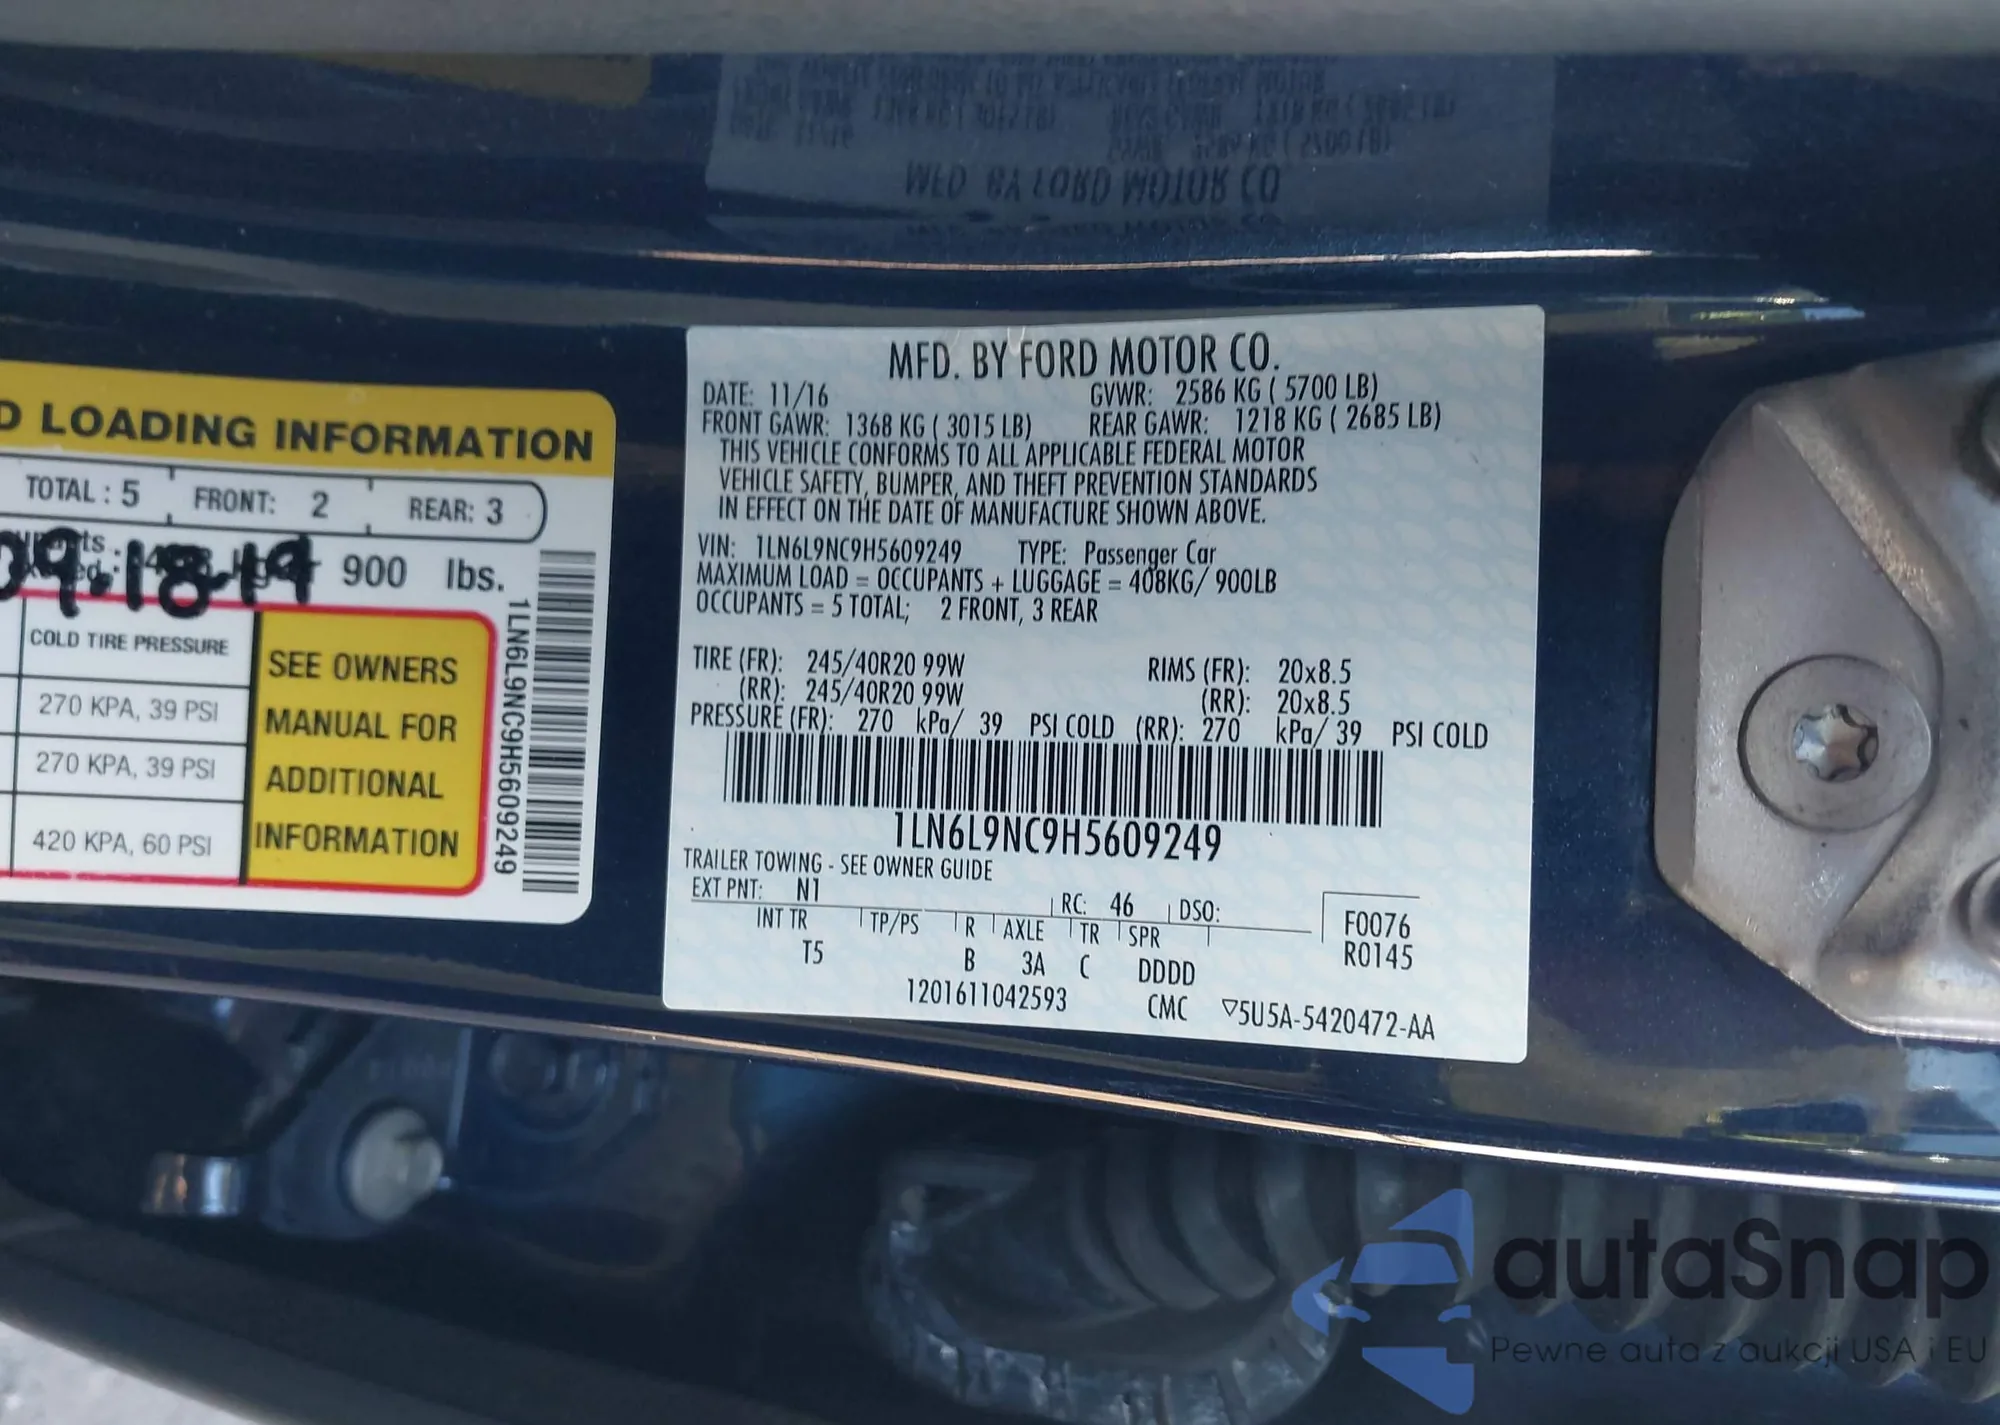 D LOADING INFORMATION
TOTAL : 5 FRONT: 2 REAR: 3
09.18.19 900 lbs.
COLD TIRE PRESSURE
270 KPA, 39 PSI
270 KPA, 39 PSI
420 KPA, 60 PSI
SEE OWNERS
MANUAL FOR
ADDITIONAL
INFORMATION
1LN6L9NC9H5609249
MFD. BY FORD MOTOR CO.
DATE: 11/16 GVWR: 2586 KG ( 5700 LB)
FRONT GAWR: 1368 KG ( 3015 LB) REAR GAWR: 1218 KG ( 2685 LB)
THIS VEHICLE CONFORMS TO ALL APPLICABLE FEDERAL MOTOR
VEHICLE SAFETY, BUMPER, AND THEFT PREVENTION STANDARDS
IN EFFECT ON THE DATE OF MANUFACTURE SHOWN ABOVE.
VIN: 1LN6L9NC9H5609249 TYPE: Passenger Car
MAXIMUM LOAD = OCCUPANTS + LUGGAGE = 408KG/ 900LB
OCCUPANTS = 5 TOTAL; 2 FRONT, 3 REAR
TIRE (FR): 245/40R20 99W RIMS (FR): 20x8.5
(RR): 245/40R20 99W (RR): 20x8.5
PRESSURE (FR): 270 kPa/ 39 PSI COLD (RR): 270 kPa/ 39 PSI COLD
1LN6L9NC9H5609249
TRAILER TOWING - SEE OWNER GUIDE
EXT PNT: N1 RC: 46 DSO:
INT TR TP/PS R AXLE TR SPR
T5 B 3A C DDDD
F0076
R0145
1201611042593 CMC ▽5U5A-5420472-AA
autaSnap
Pewne auta z aukcji USA i EU